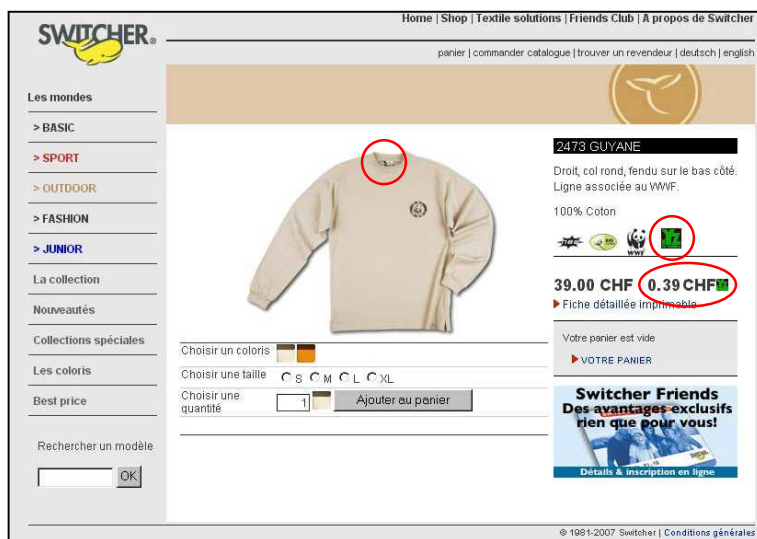 SWITCHER®
Home | Shop | Textile solutions | Friends Club | A propos de Switcher
panier | commander catalogue | trouver un revendeur | deutsch | english
Les mondes
> BASIC
> SPORT
> OUTDOOR
> FASHION
> JUNIOR
La collection
Nouveautés
Collections spéciales
Les coloris
Best price
Rechercher un modèle
OK
2473 GUYANE
Droit, col rond, fendu sur le bas côté.
Ligne associée au WWF.
100% Coton
WWF
39.00 CHF 0.39 CHF
Fiche détaillée imprimable
Votre panier est vide
VOTRE PANIER
Choisir un coloris
Choisir une taille S M L XL
Choisir une
quantité 1 Ajouter au panier
Switcher Friends
Des avantages exclusifs
rien que pour vous!
SWITCHER
Détails & inscription en ligne
© 1981-2007 Switcher | Conditions générales